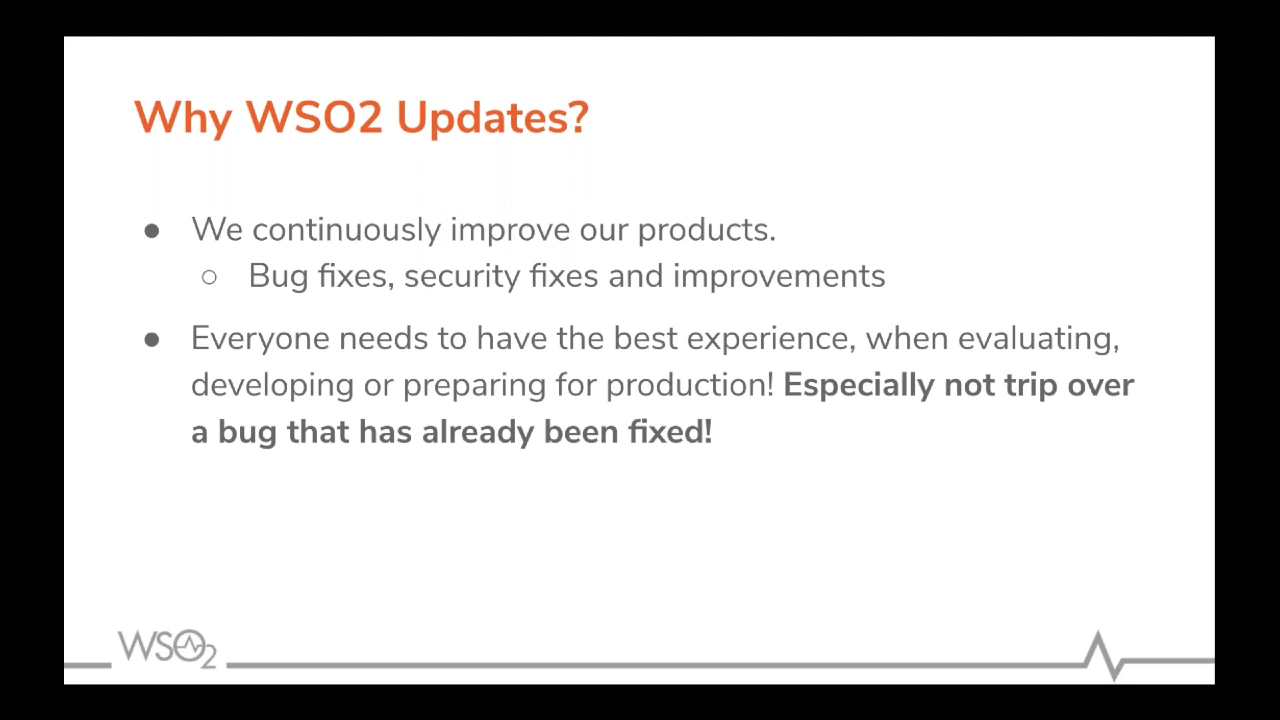 Why WSO2 Updates?
● We continuously improve our products.
○ Bug fixes, security fixes and improvements
● Everyone needs to have the best experience, when evaluating,
developing or preparing for production! Especially not trip over
a bug that has already been fixed!
WSO2